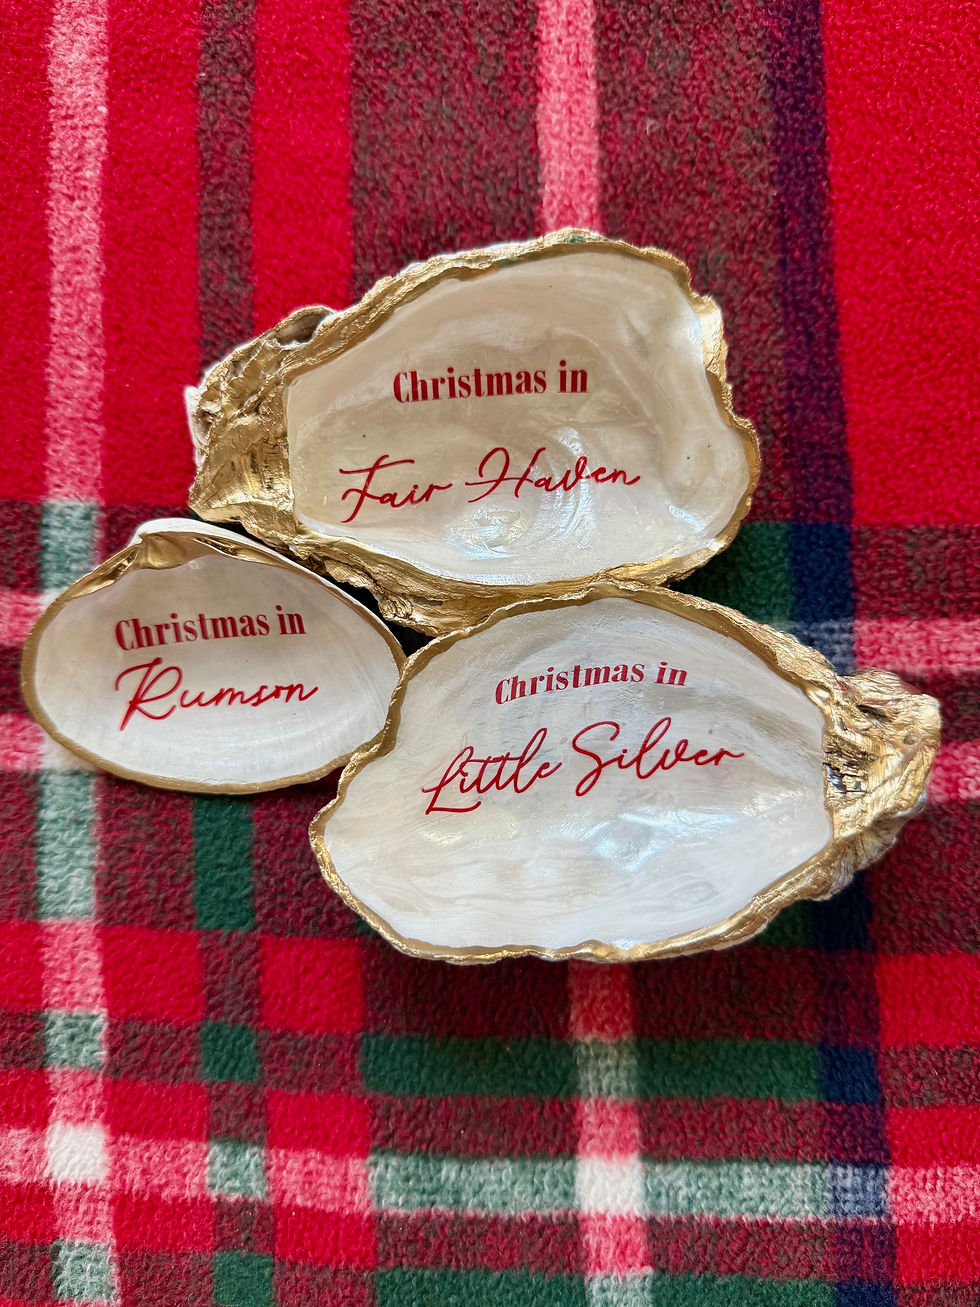 Christmas in
Fair Haven
Christmas in
Rumson
Christmas in
Little Silver